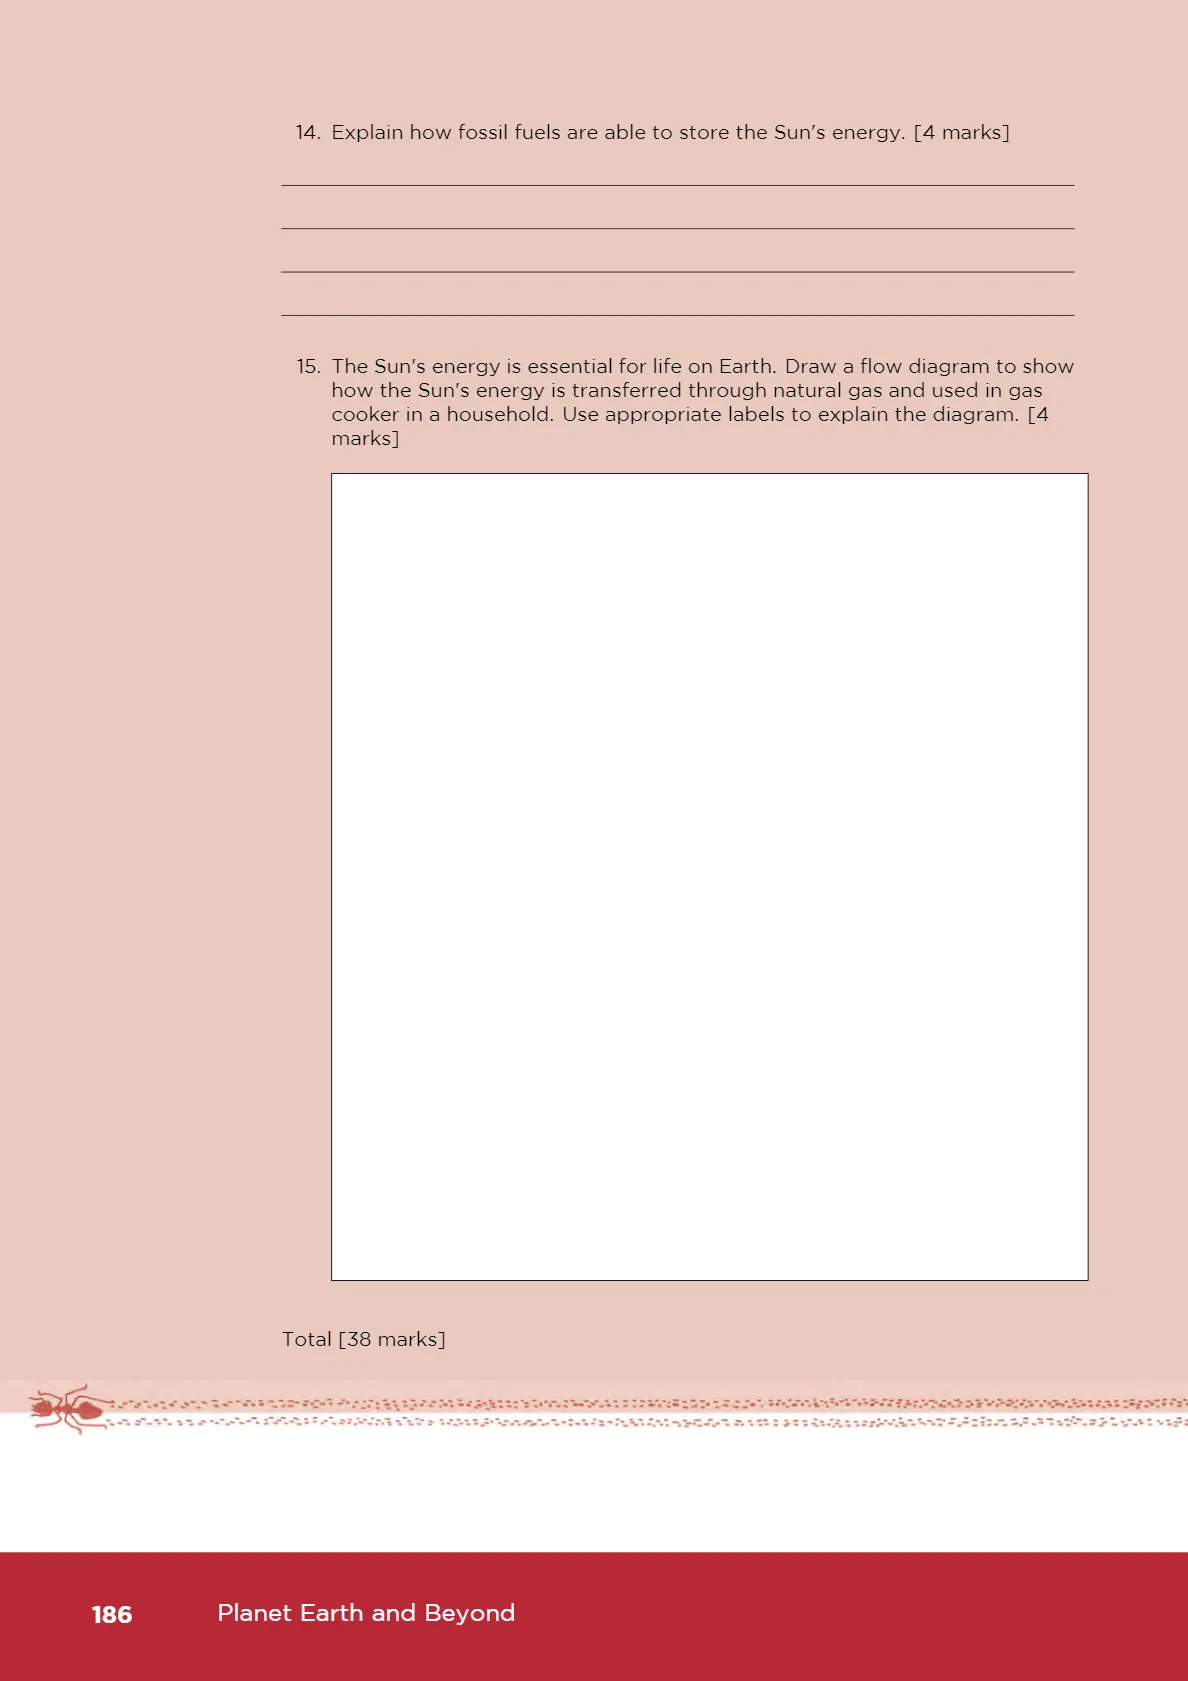 14. Explain how fossil fuels are able to store the Sun's energy. [4 marks]
15. The Sun's energy is essential for life on Earth. Draw a flow diagram to show
how the Sun's energy is transferred through natural gas and used in gas
cooker in a household. Use appropriate labels to explain the diagram. [4
marks]
Total [38 marks]
186 Planet Earth and Beyond